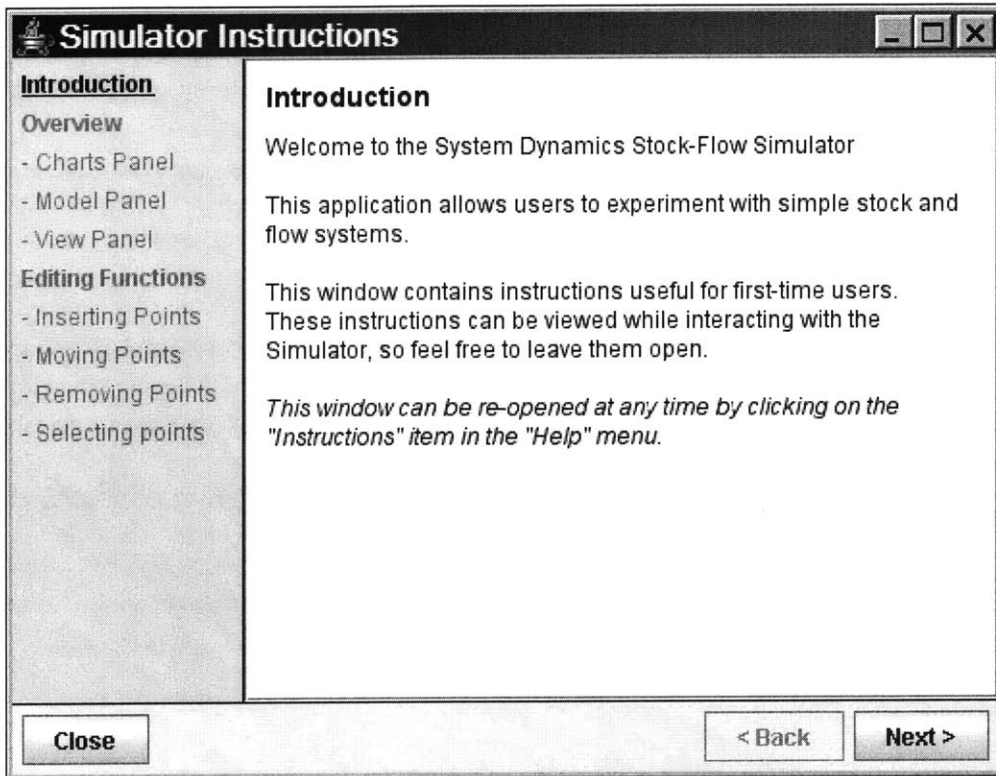 Simulator Instructions
Introduction
Overview
- Charts Panel
- Model Panel
- View Panel
Editing Functions
- Inserting Points
- Moving Points
- Removing Points
- Selecting points
Introduction
Welcome to the System Dynamics Stock-Flow Simulator
This application allows users to experiment with simple stock and
flow systems.
This window contains instructions useful for first-time users.
These instructions can be viewed while interacting with the
Simulator, so feel free to leave them open.
This window can be re-opened at any time by clicking on the
"Instructions" item in the "Help" menu.
Close
< Back
Next >